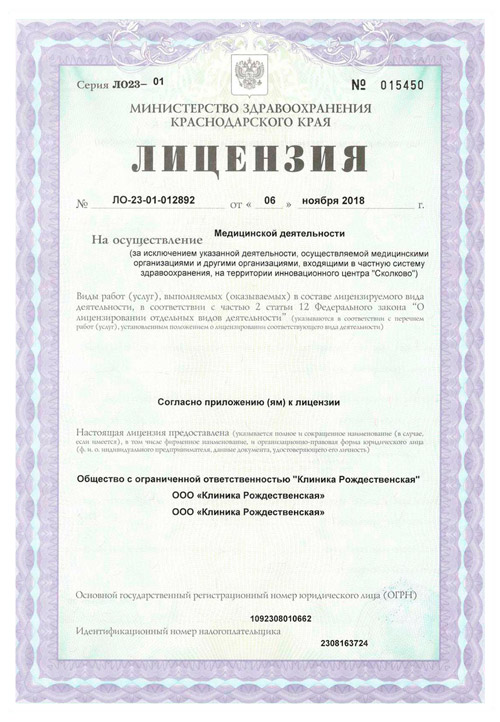 Серия ЛО23– 01 № 015450
МИНИСТЕРСТВО ЗДРАВООХРАНЕНИЯ
КРАСНОДАРСКОГО КРАЯ
ЛИЦЕНЗИЯ
№ ЛО-23-01-012892 от « 06 » ноября 2018 г.
На осуществление Медицинской деятельности
(за исключением указанной деятельности, осуществляемой медицинскими
организациями и другими организациями, входящими в частную систему
здравоохранения, на территории инновационного центра "Сколково")
Виды работ (услуг), выполняемых (оказываемых) в составе лицензируемого вида
деятельности, в соответствии с частью 2 статьи 12 Федерального закона “О
лицензировании отдельных видов деятельности” (указываются в соответствии с перечнем
работ (услуг), установленным положением о лицензировании соответствующего вида деятельности)
Согласно приложению (ям) к лицензии
Настоящая лицензия предоставлена (указывается полное и сокращенное наименование (в случае,
если имеется), в том числе фирменное наименование, и организационно-правовая форма юридического лица
(ф. и. о. индивидуального предпринимателя, данные документа, удостоверяющего его личность)
Общество с ограниченной ответственностью "Клиника Рождественская"
ООО «Клиника Рождественская»
ООО «Клиника Рождественская»
Основной государственный регистрационный номер юридического лица (ОГРН)
1092308010662
Идентификационный номер налогоплательщика
2308163724